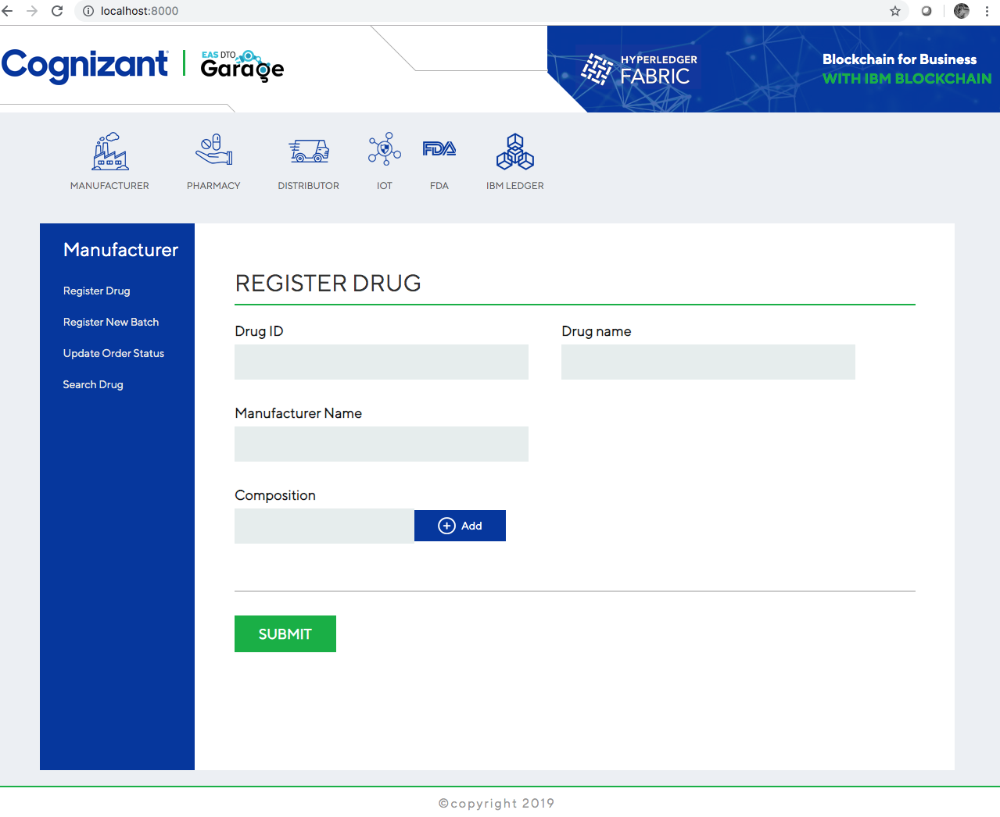 localhost:8000
Cognizant
EAS DTO
Garage
HYPERLEDGER
FABRIC
Blockchain for Business
WITH IBM BLOCKCHAIN
FDA
MANUFACTURER
PHARMACY
DISTRIBUTOR
IOT
FDA
IBM LEDGER
Manufacturer
Register Drug
Register New Batch
Update Order Status
Search Drug
REGISTER DRUG
Drug ID
Drug name
Manufacturer Name
Composition
Add
SUBMIT
©copyright 2019